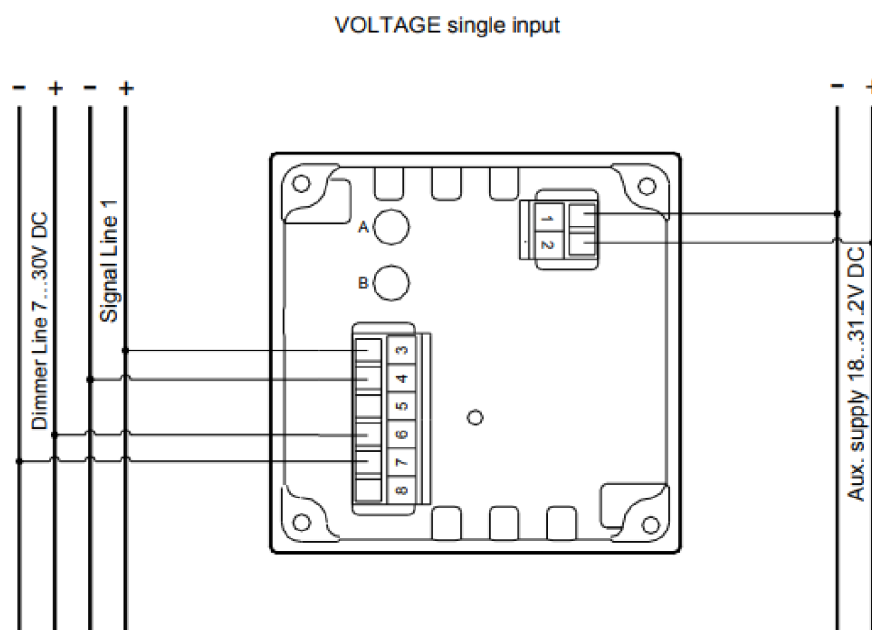 VOLTAGE single input
- + - +
- +
Dimmer Line 7...30V DC
Signal Line 1
A
B
1
2
3
4
5
6
7
8
Aux. supply 18...31.2V DC